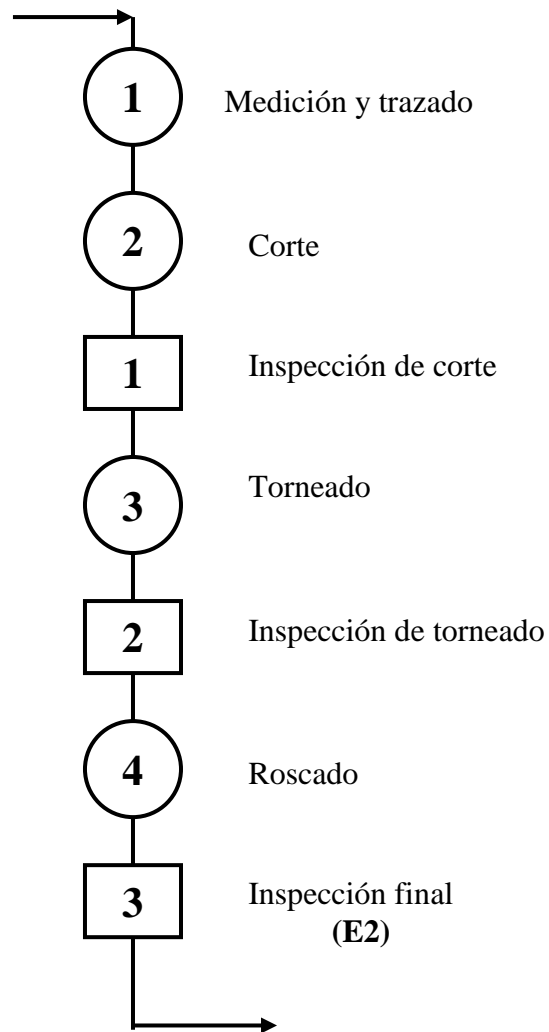 1 Medición y trazado
2 Corte
1 Inspección de corte
3 Torneado
2 Inspección de torneado
4 Roscado
3 Inspección final
(E2)